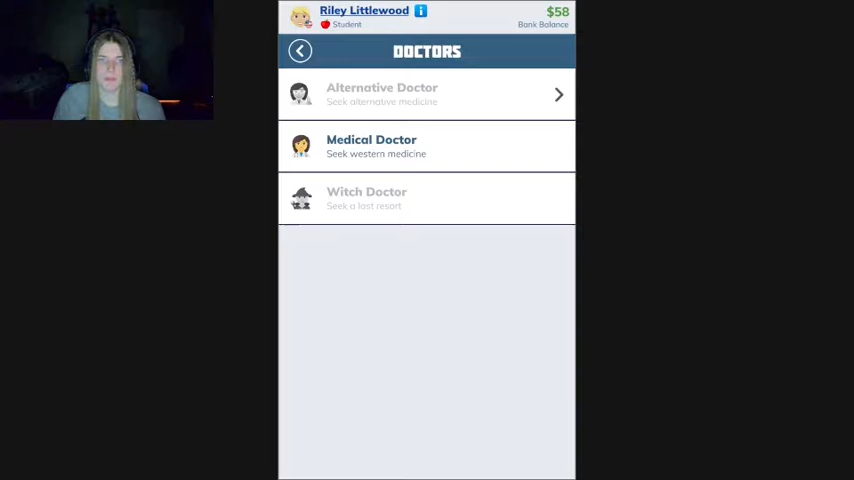 Riley Littlewood
Student
$58
Bank Balance
DOCTORS
Alternative Doctor
Seek alternative medicine
Medical Doctor
Seek western medicine
Witch Doctor
Seek a last resort